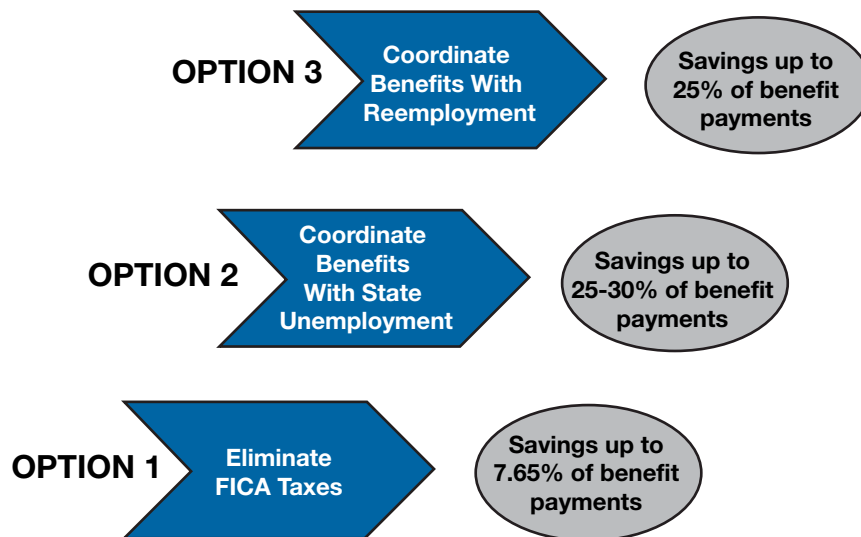 OPTION 3
Coordinate
Benefits With
Reemployment
Savings up to
25% of benefit
payments
OPTION 2
Coordinate
Benefits
With State
Unemployment
Savings up to
25-30% of benefit
payments
OPTION 1
Eliminate
FICA Taxes
Savings up to
7.65% of benefit
payments